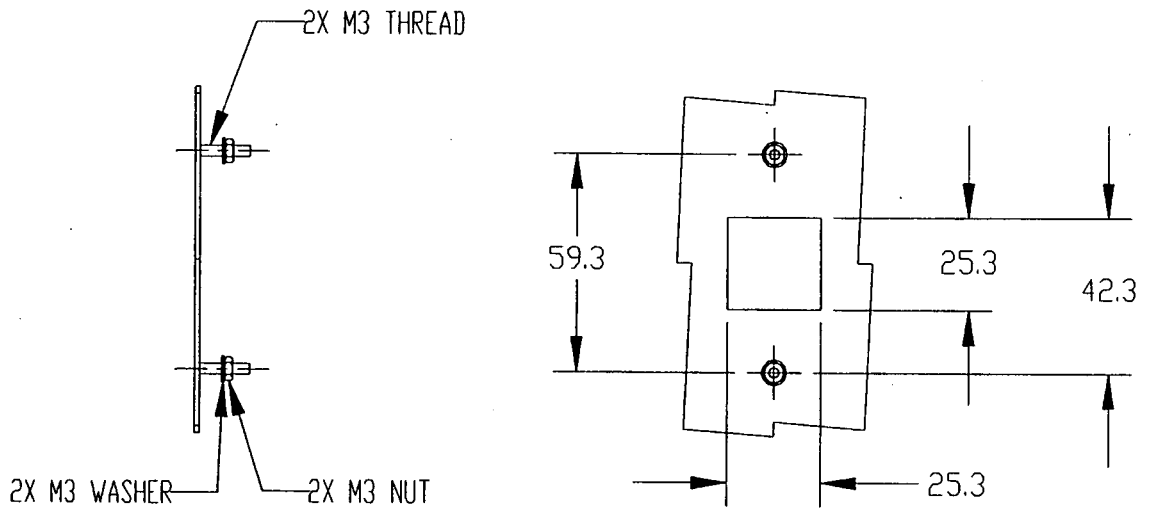 2X M3 THREAD
59.3
25.3
42.3
25.3
2X M3 WASHER
2X M3 NUT